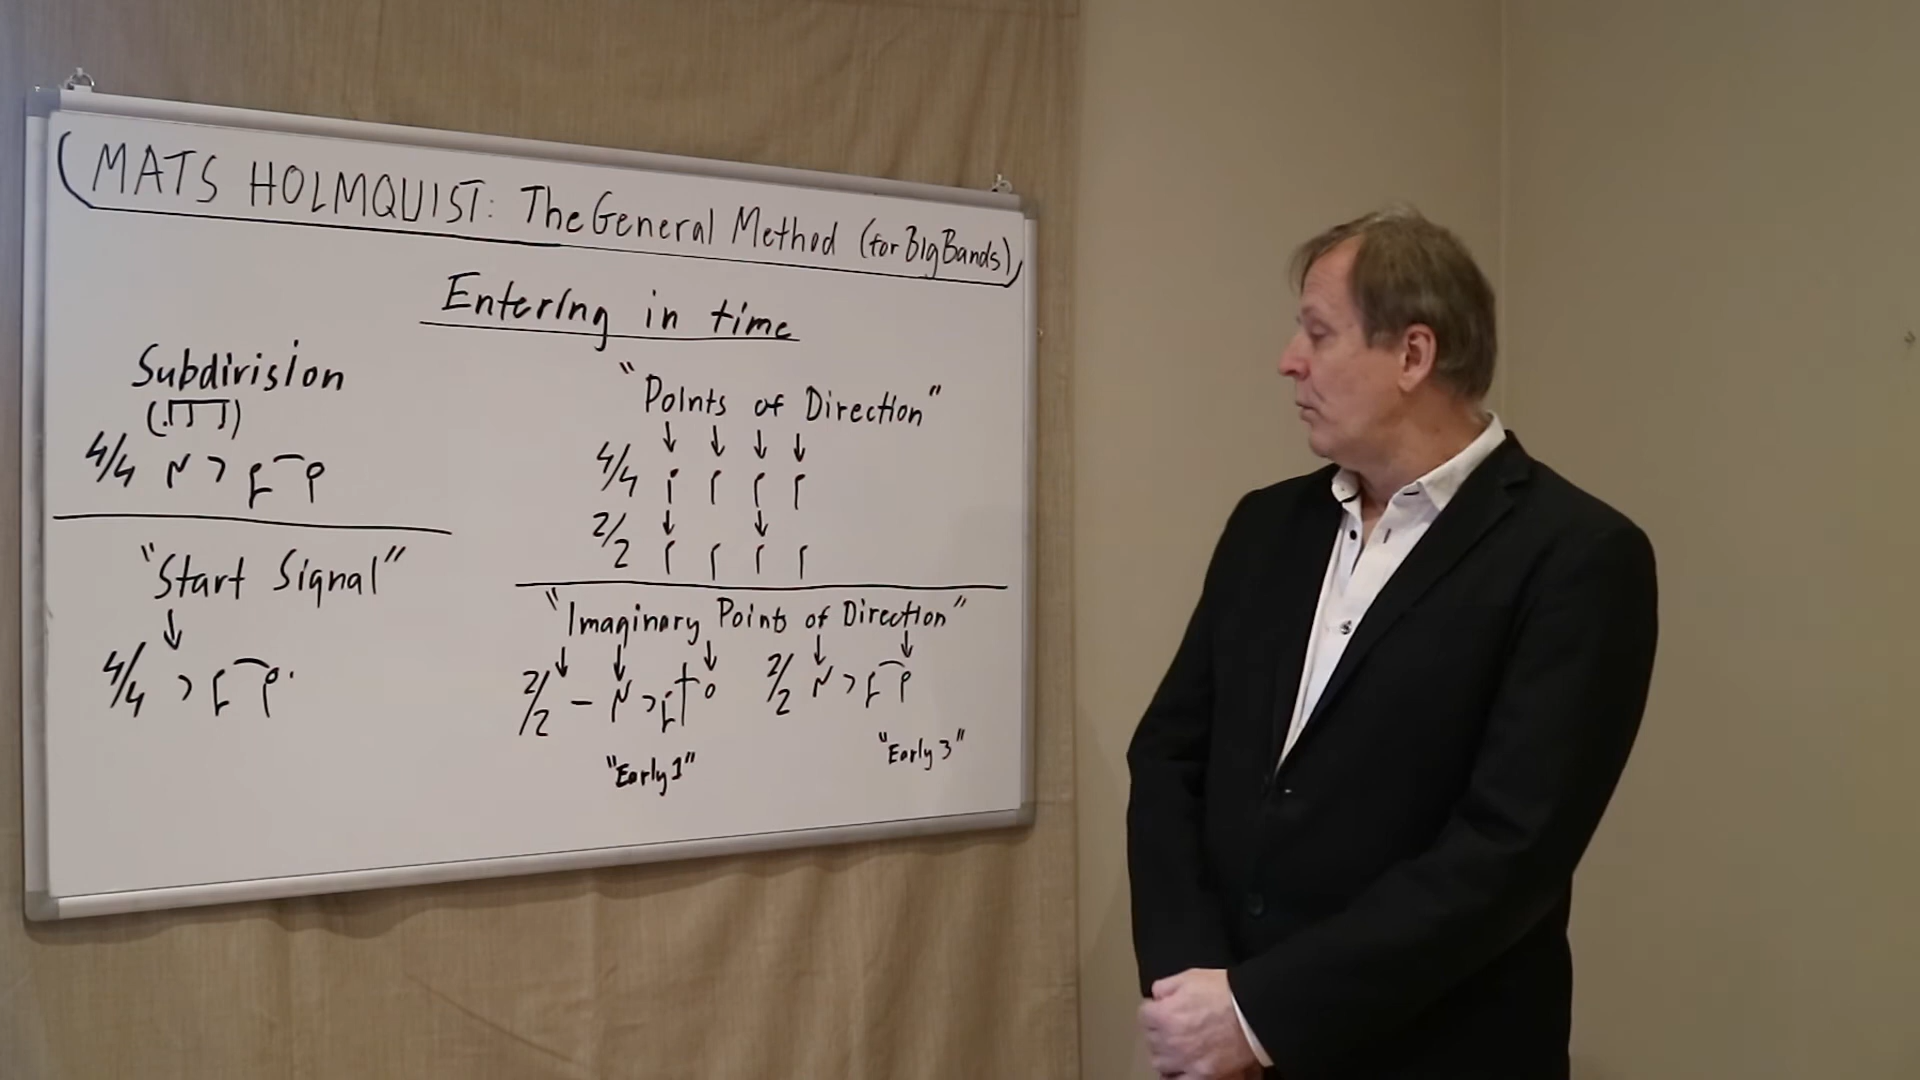 MATS HOLMQUIST: The General Method (for Big Bands)
Entering in time
Subdivision
4/4
"Start Signal"
4/4
"Points of Direction"
4/4
2/2
"Imaginary Points of Direction"
2/2
2/2
"Early 1"
"Early 3"